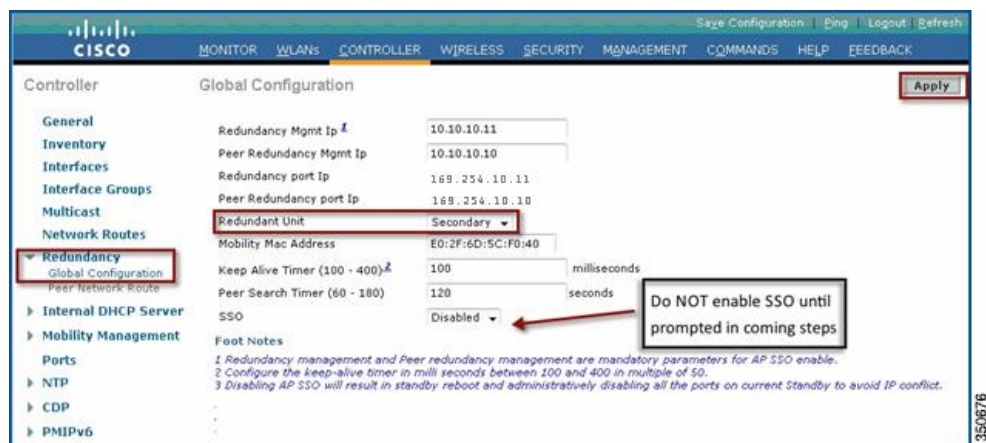 Save Configuration | Ping | Logout | Refresh
CISCO MONITOR WLANs CONTROLLER WIRELESS SECURITY MANAGEMENT COMMANDS HELP FEEDBACK
Controller
General
Inventory
Interfaces
Interface Groups
Multicast
Network Routes
Redundancy
Global Configuration
Peer Network Route
Internal DHCP Server
Mobility Management
Ports
NTP
CDP
PMIPv6
Global Configuration
Apply
Redundancy Mgmt Ip 1 10.10.10.11
Peer Redundancy Mgmt Ip 10.10.10.10
Redundancy port Ip 169.254.10.11
Peer Redundancy port Ip 169.254.10.10
Redundant Unit Secondary
Mobility Mac Address E0:2F:6D:5C:F0:40
Keep Alive Timer (100 - 400) 2 100 milliseconds
Peer Search Timer (60 - 180) 120 seconds
SSO Disabled
Do NOT enable SSO until
prompted in coming steps
Foot Notes
1 Redundancy management and Peer redundancy management are mandatory parameters for AP SSO enable.
2 Configure the keep-alive timer in milli seconds between 100 and 400 in multiple of 50.
3 Disabling AP SSO will result in standby reboot and administratively disabling all the ports on current Standby to avoid IP conflict.
350676